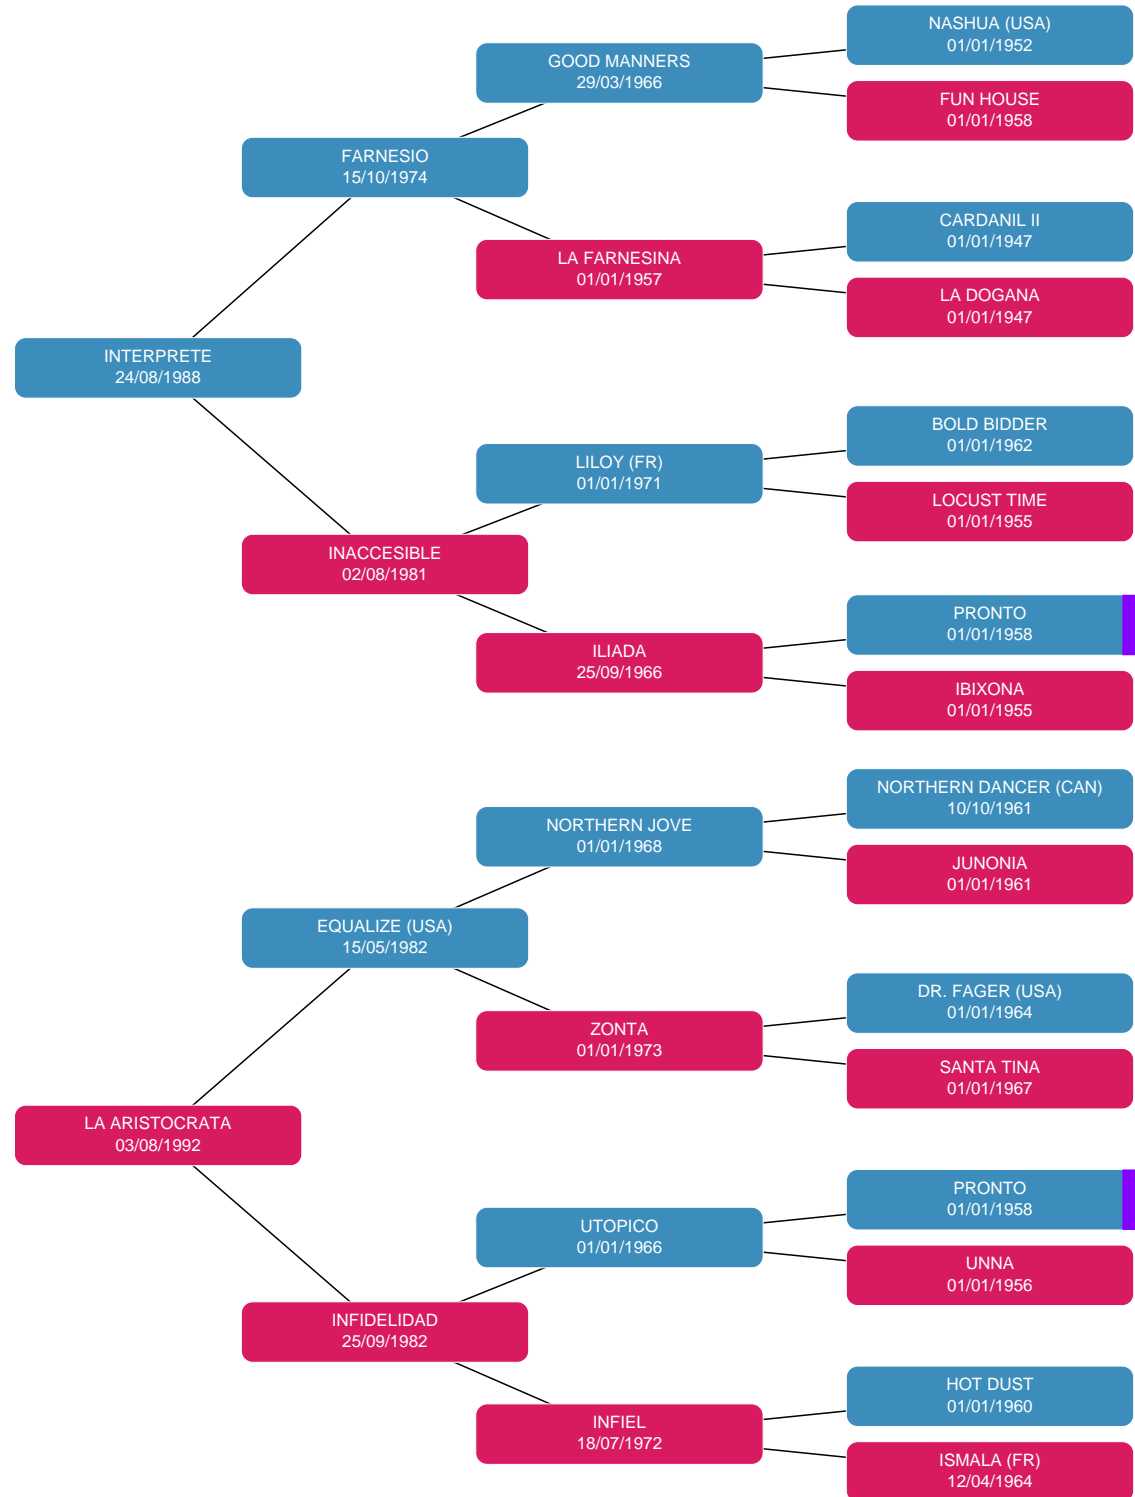 NASHUA (USA)
01/01/1952
GOOD MANNERS
29/03/1966
FUN HOUSE
01/01/1958
FARNESIO
15/10/1974
CARDANIL II
01/01/1947
LA FARNESINA
01/01/1957
LA DOGANA
01/01/1947
INTERPRETE
24/08/1988
BOLD BIDDER
01/01/1962
LILOY (FR)
01/01/1971
LOCUST TIME
01/01/1955
INACCESIBLE
02/08/1981
PRONTO
01/01/1958
ILIADA
25/09/1966
IBIXONA
01/01/1955
NORTHERN DANCER (CAN)
10/10/1961
NORTHERN JOVE
01/01/1968
JUNONIA
01/01/1961
EQUALIZE (USA)
15/05/1982
DR. FAGER (USA)
01/01/1964
ZONTA
01/01/1973
SANTA TINA
01/01/1967
LA ARISTOCRATA
03/08/1992
PRONTO
01/01/1958
UTOPICO
01/01/1966
UNNA
01/01/1956
INFIDELIDAD
25/09/1982
HOT DUST
01/01/1960
INFIEL
18/07/1972
ISMALA (FR)
12/04/1964